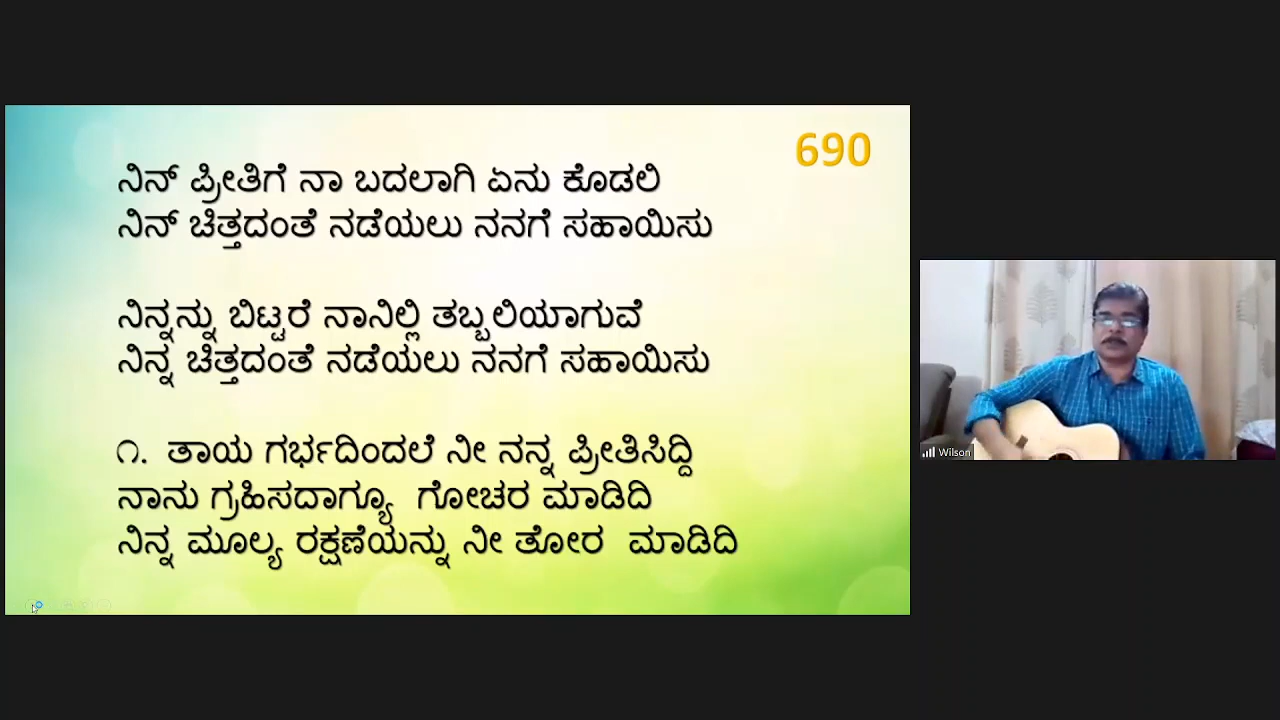 690
ನಿನ್ ಪ್ರೀತಿಗೆ ನಾ ಬದಲಾಗಿ ಏನು ಕೊಡಲಿ
ನಿನ್ ಚಿತ್ತದಂತೆ ನಡೆಯಲು ನನಗೆ ಸಹಾಯಿಸು
ನಿನ್ನನ್ನು ಬಿಟ್ಟರೆ ನಾನಿಲ್ಲಿ ತಬ್ಬಲಿಯಾಗುವೆ
ನಿನ್ನ ಚಿತ್ತದಂತೆ ನಡೆಯಲು ನನಗೆ ಸಹಾಯಿಸು
೧. ತಾಯ ಗರ್ಭದಿಂದಲೆ ನೀ ನನ್ನ ಪ್ರೀತಿಸಿದ್ದಿ
ನಾನು ಗ್ರಹಿಸದಾಗ್ಯೂ ಗೋಚರ ಮಾಡಿದಿ
ನಿನ್ನ ಮೂಲ್ಯ ರಕ್ಷಣೆಯನ್ನು ನೀ ತೋರ ಮಾಡಿದಿ
Wilson